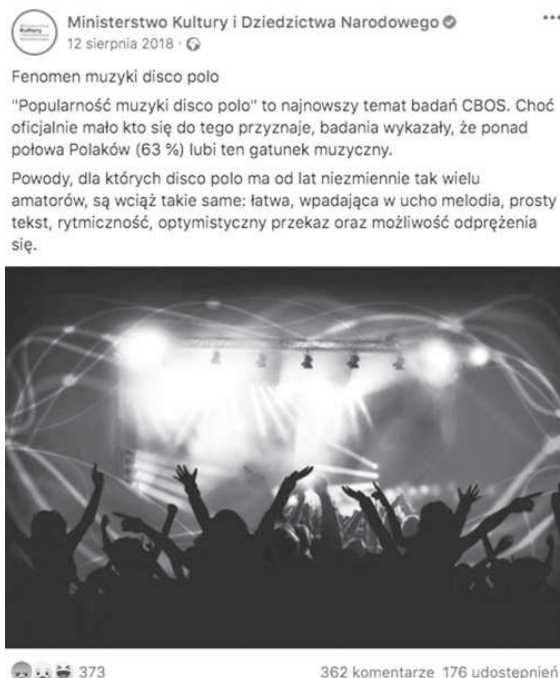 Ministerstwo Kultury i Dziedzictwa Narodowego
12 sierpnia 2018 ·
Fenomen muzyki disco polo
"Popularność muzyki disco polo" to najnowszy temat badań CBOS. Choć
oficjalnie mało kto się do tego przyznaje, badania wykazały, że ponad
połowa Polaków (63 %) lubi ten gatunek muzyczny.
Powody, dla których disco polo ma od lat niezmiennie tak wielu
amatorów, są wciąż takie same: łatwa, wpadająca w ucho melodia, prosty
tekst, rytmiczność, optymistyczny przekaz oraz możliwość odprężenia
się.
373
362 komentarze 176 udostępnień